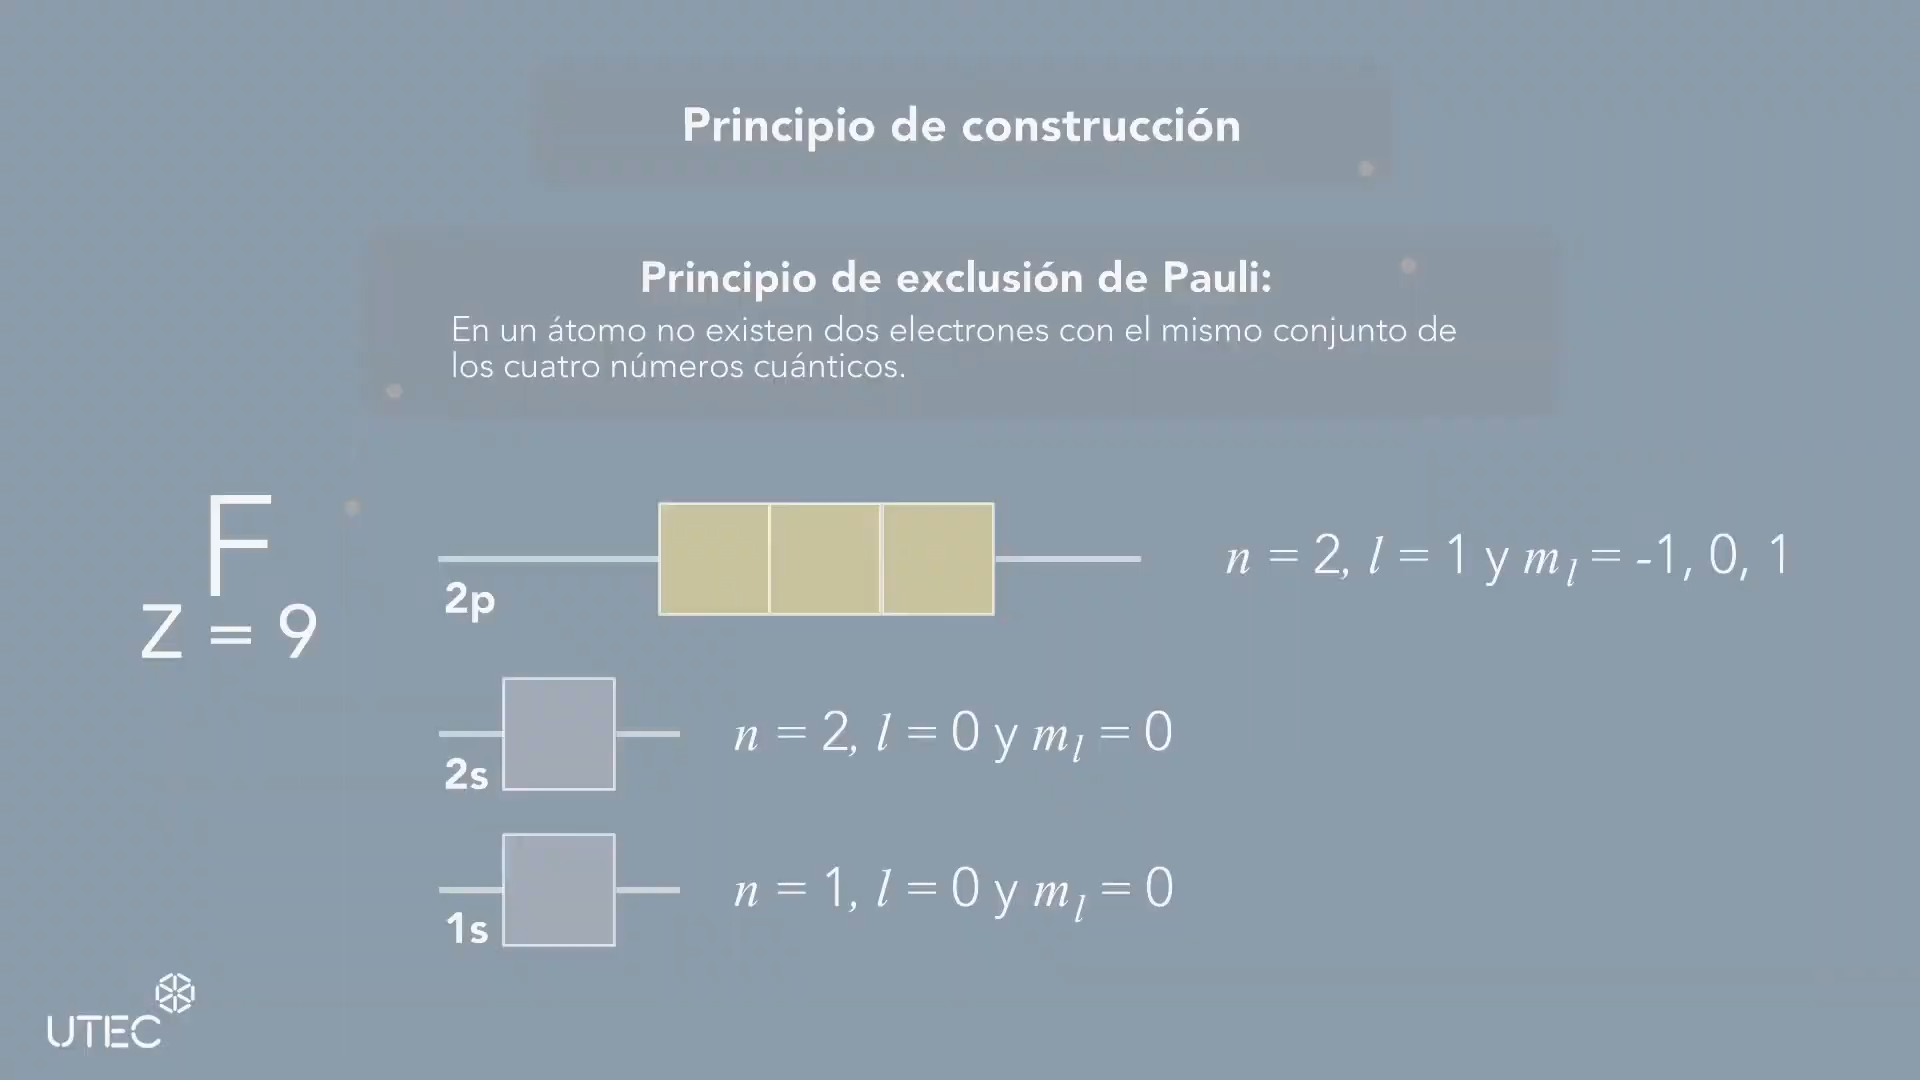 Principio de construcción
Principio de exclusión de Pauli:
En un átomo no existen dos electrones con el mismo conjunto de
los cuatro números cuánticos.
F
Z = 9
2p
n = 2, l = 1 y mₗ = -1, 0, 1
2s
n = 2, l = 0 y mₗ = 0
1s
n = 1, l = 0 y mₗ = 0
UTEC